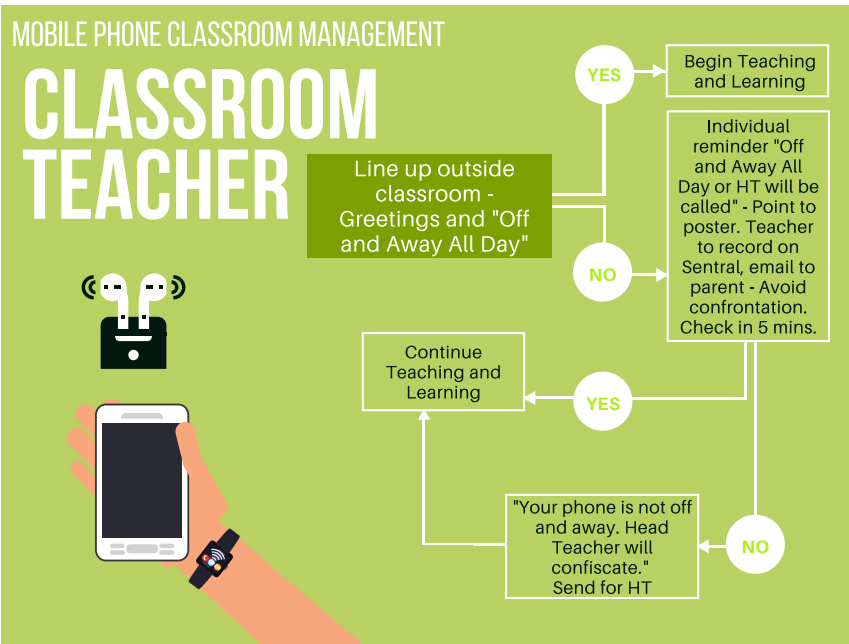 MOBILE PHONE CLASSROOM MANAGEMENT
CLASSROOM
TEACHER
Line up outside
classroom -
Greetings and "Off
and Away All Day"
YES
Begin Teaching
and Learning
NO
Individual
reminder "Off
and Away All
Day or HT will be
called" - Point to
poster. Teacher
to record on
Sentral, email to
parent - Avoid
confrontation.
Check in 5 mins.
YES
Continue
Teaching and
Learning
NO
"Your phone is not off
and away. Head
Teacher will
confiscate."
Send for HT